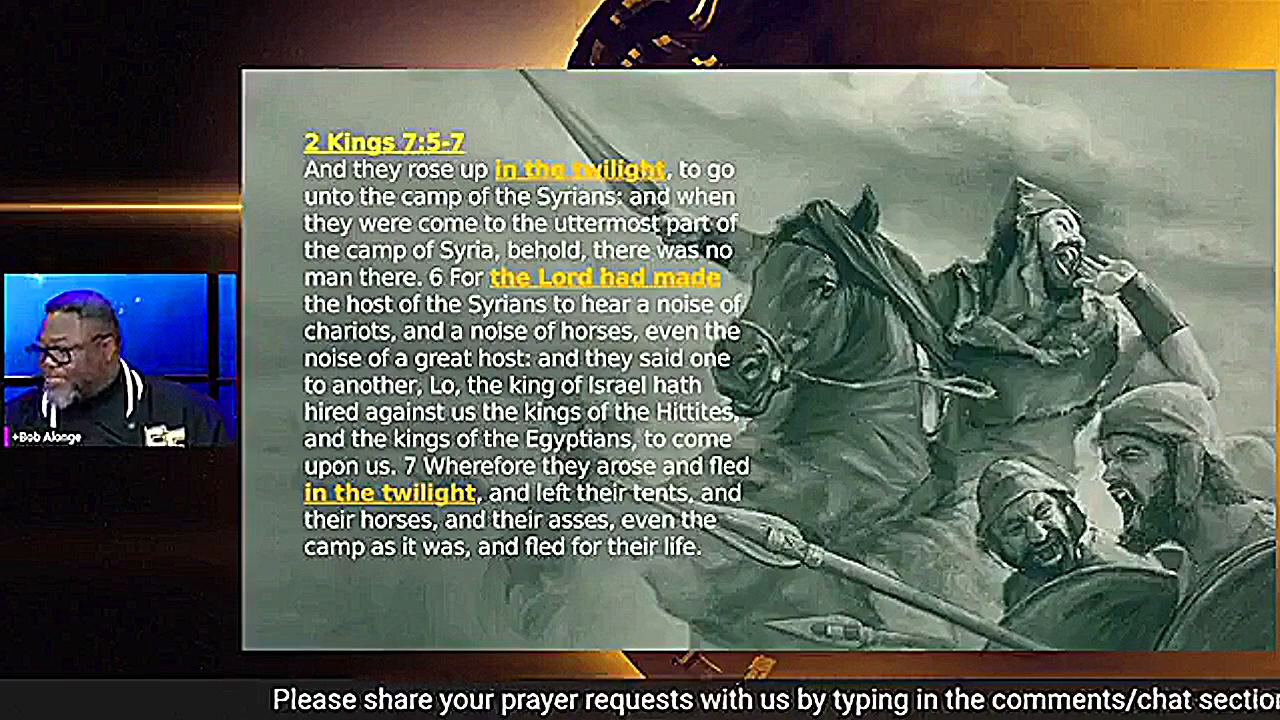 2 Kings 7:5-7
And they rose up in the twilight, to go
unto the camp of the Syrians: and when
they were come to the uttermost part of
the camp of Syria, behold, there was no
man there. 6 For the Lord had made
the host of the Syrians to hear a noise of
chariots, and a noise of horses, even the
noise of a great host: and they said one
to another, Lo, the king of Israel hath
hired against us the kings of the Hittites,
and the kings of the Egyptians, to come
upon us. 7 Wherefore they arose and fled
in the twilight, and left their tents, and
their horses, and their asses, even the
camp as it was, and fled for their life.
+Bob Alonge
Please share your prayer requests with us by typing in the comments/chat section